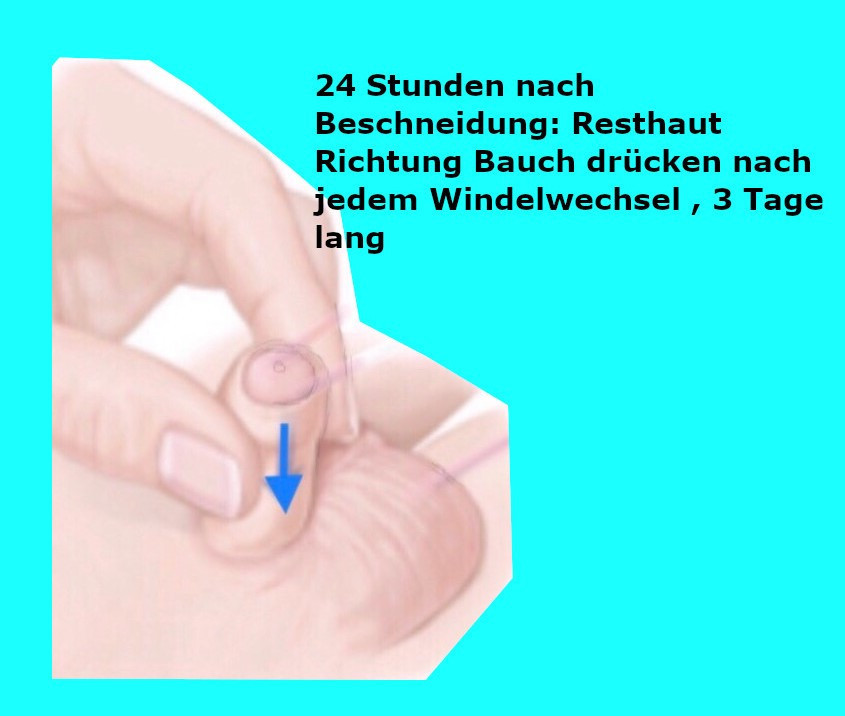 24 Stunden nach
Beschneidung: Resthaut
Richtung Bauch drücken nach
jedem Windelwechsel , 3 Tage
lang